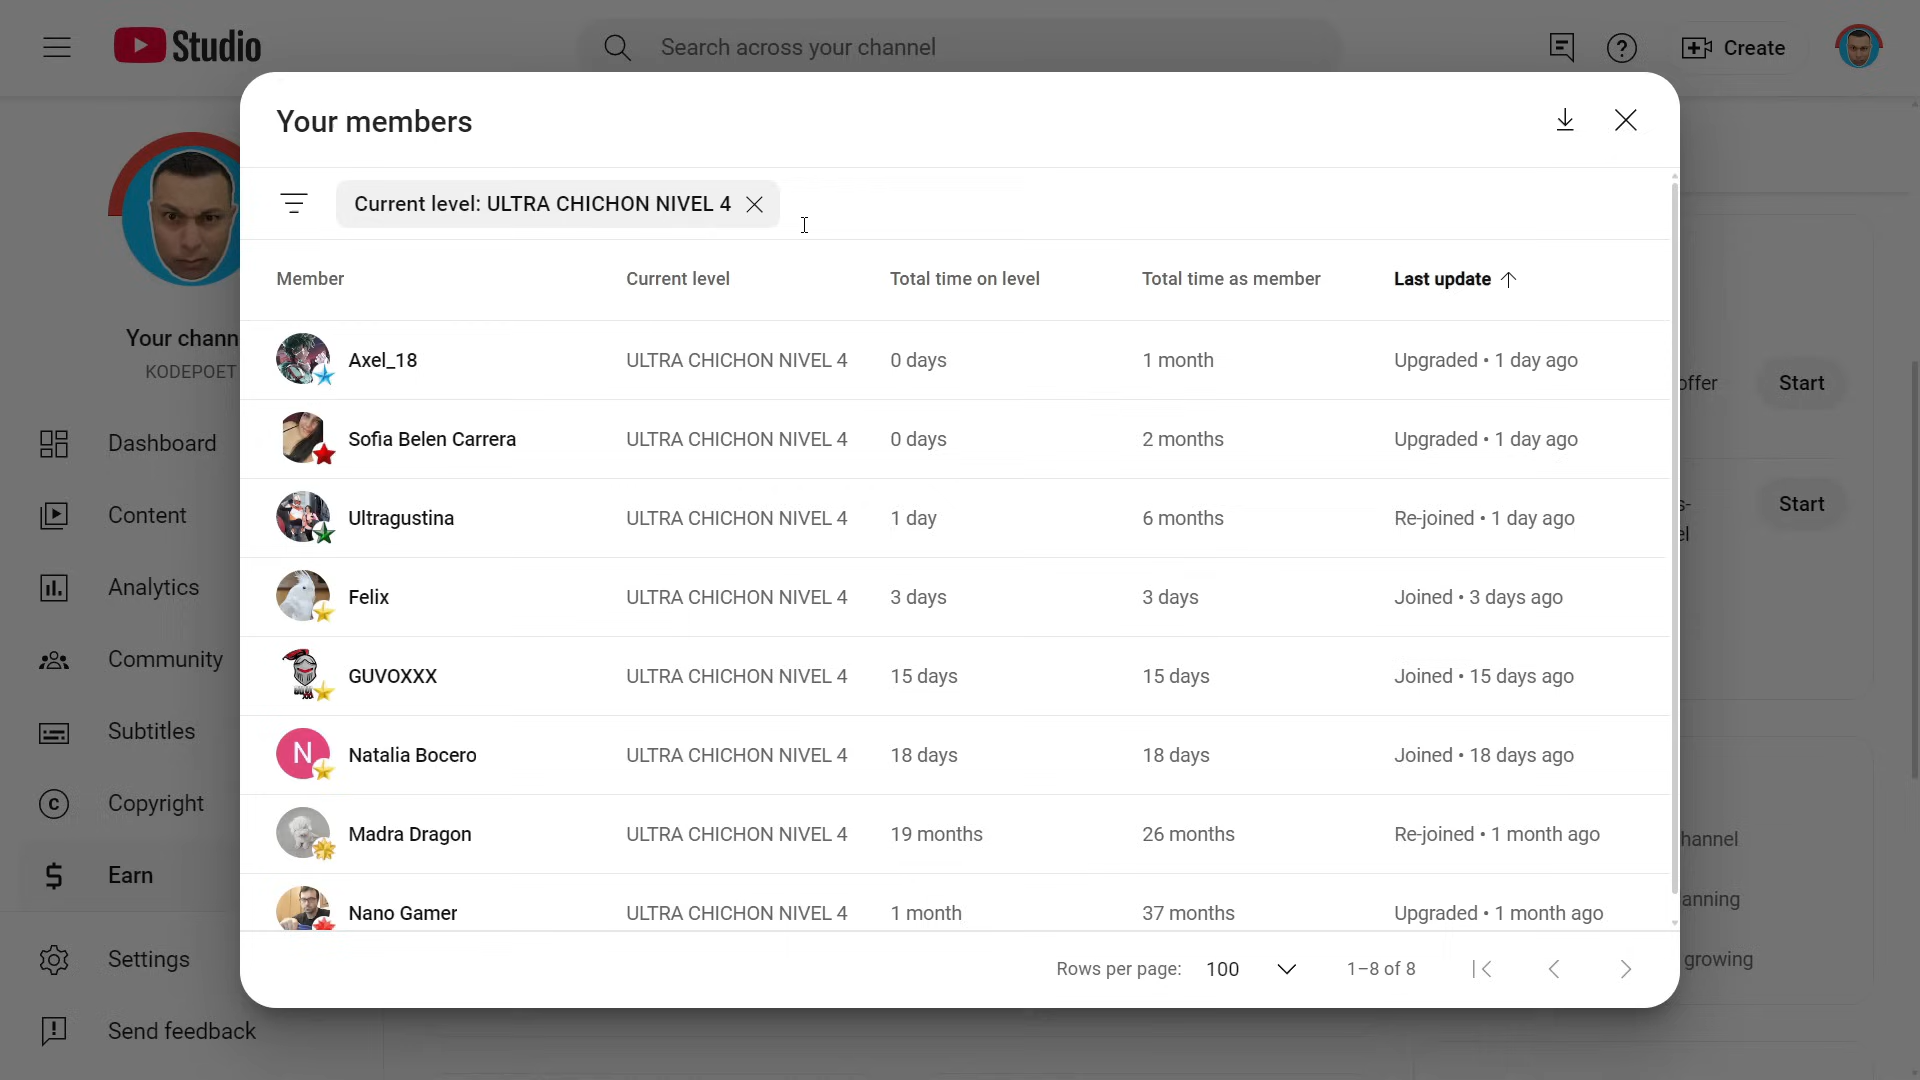 Studio
Search across your channel
Create
Your members
Current level: ULTRA CHICHON NIVEL 4
Member Current level Total time on level Total time as member Last update
Axel_18 ULTRA CHICHON NIVEL 4 0 days 1 month Upgraded • 1 day ago
Sofia Belen Carrera ULTRA CHICHON NIVEL 4 0 days 2 months Upgraded • 1 day ago
Ultragustina ULTRA CHICHON NIVEL 4 1 day 6 months Re-joined • 1 day ago
Felix ULTRA CHICHON NIVEL 4 3 days 3 days Joined • 3 days ago
GUVOXXX ULTRA CHICHON NIVEL 4 15 days 15 days Joined • 15 days ago
N
Natalia Bocero ULTRA CHICHON NIVEL 4 18 days 18 days Joined • 18 days ago
Madra Dragon ULTRA CHICHON NIVEL 4 19 months 26 months Re-joined • 1 month ago
Nano Gamer ULTRA CHICHON NIVEL 4 1 month 37 months Upgraded • 1 month ago
Rows per page: 100 1–8 of 8
Your chann
KODEPOET
Dashboard
Content
Analytics
Community
Subtitles
Copyright
Earn
Settings
Send feedback
offer Start
s- Start
el
hannel
anning
growing